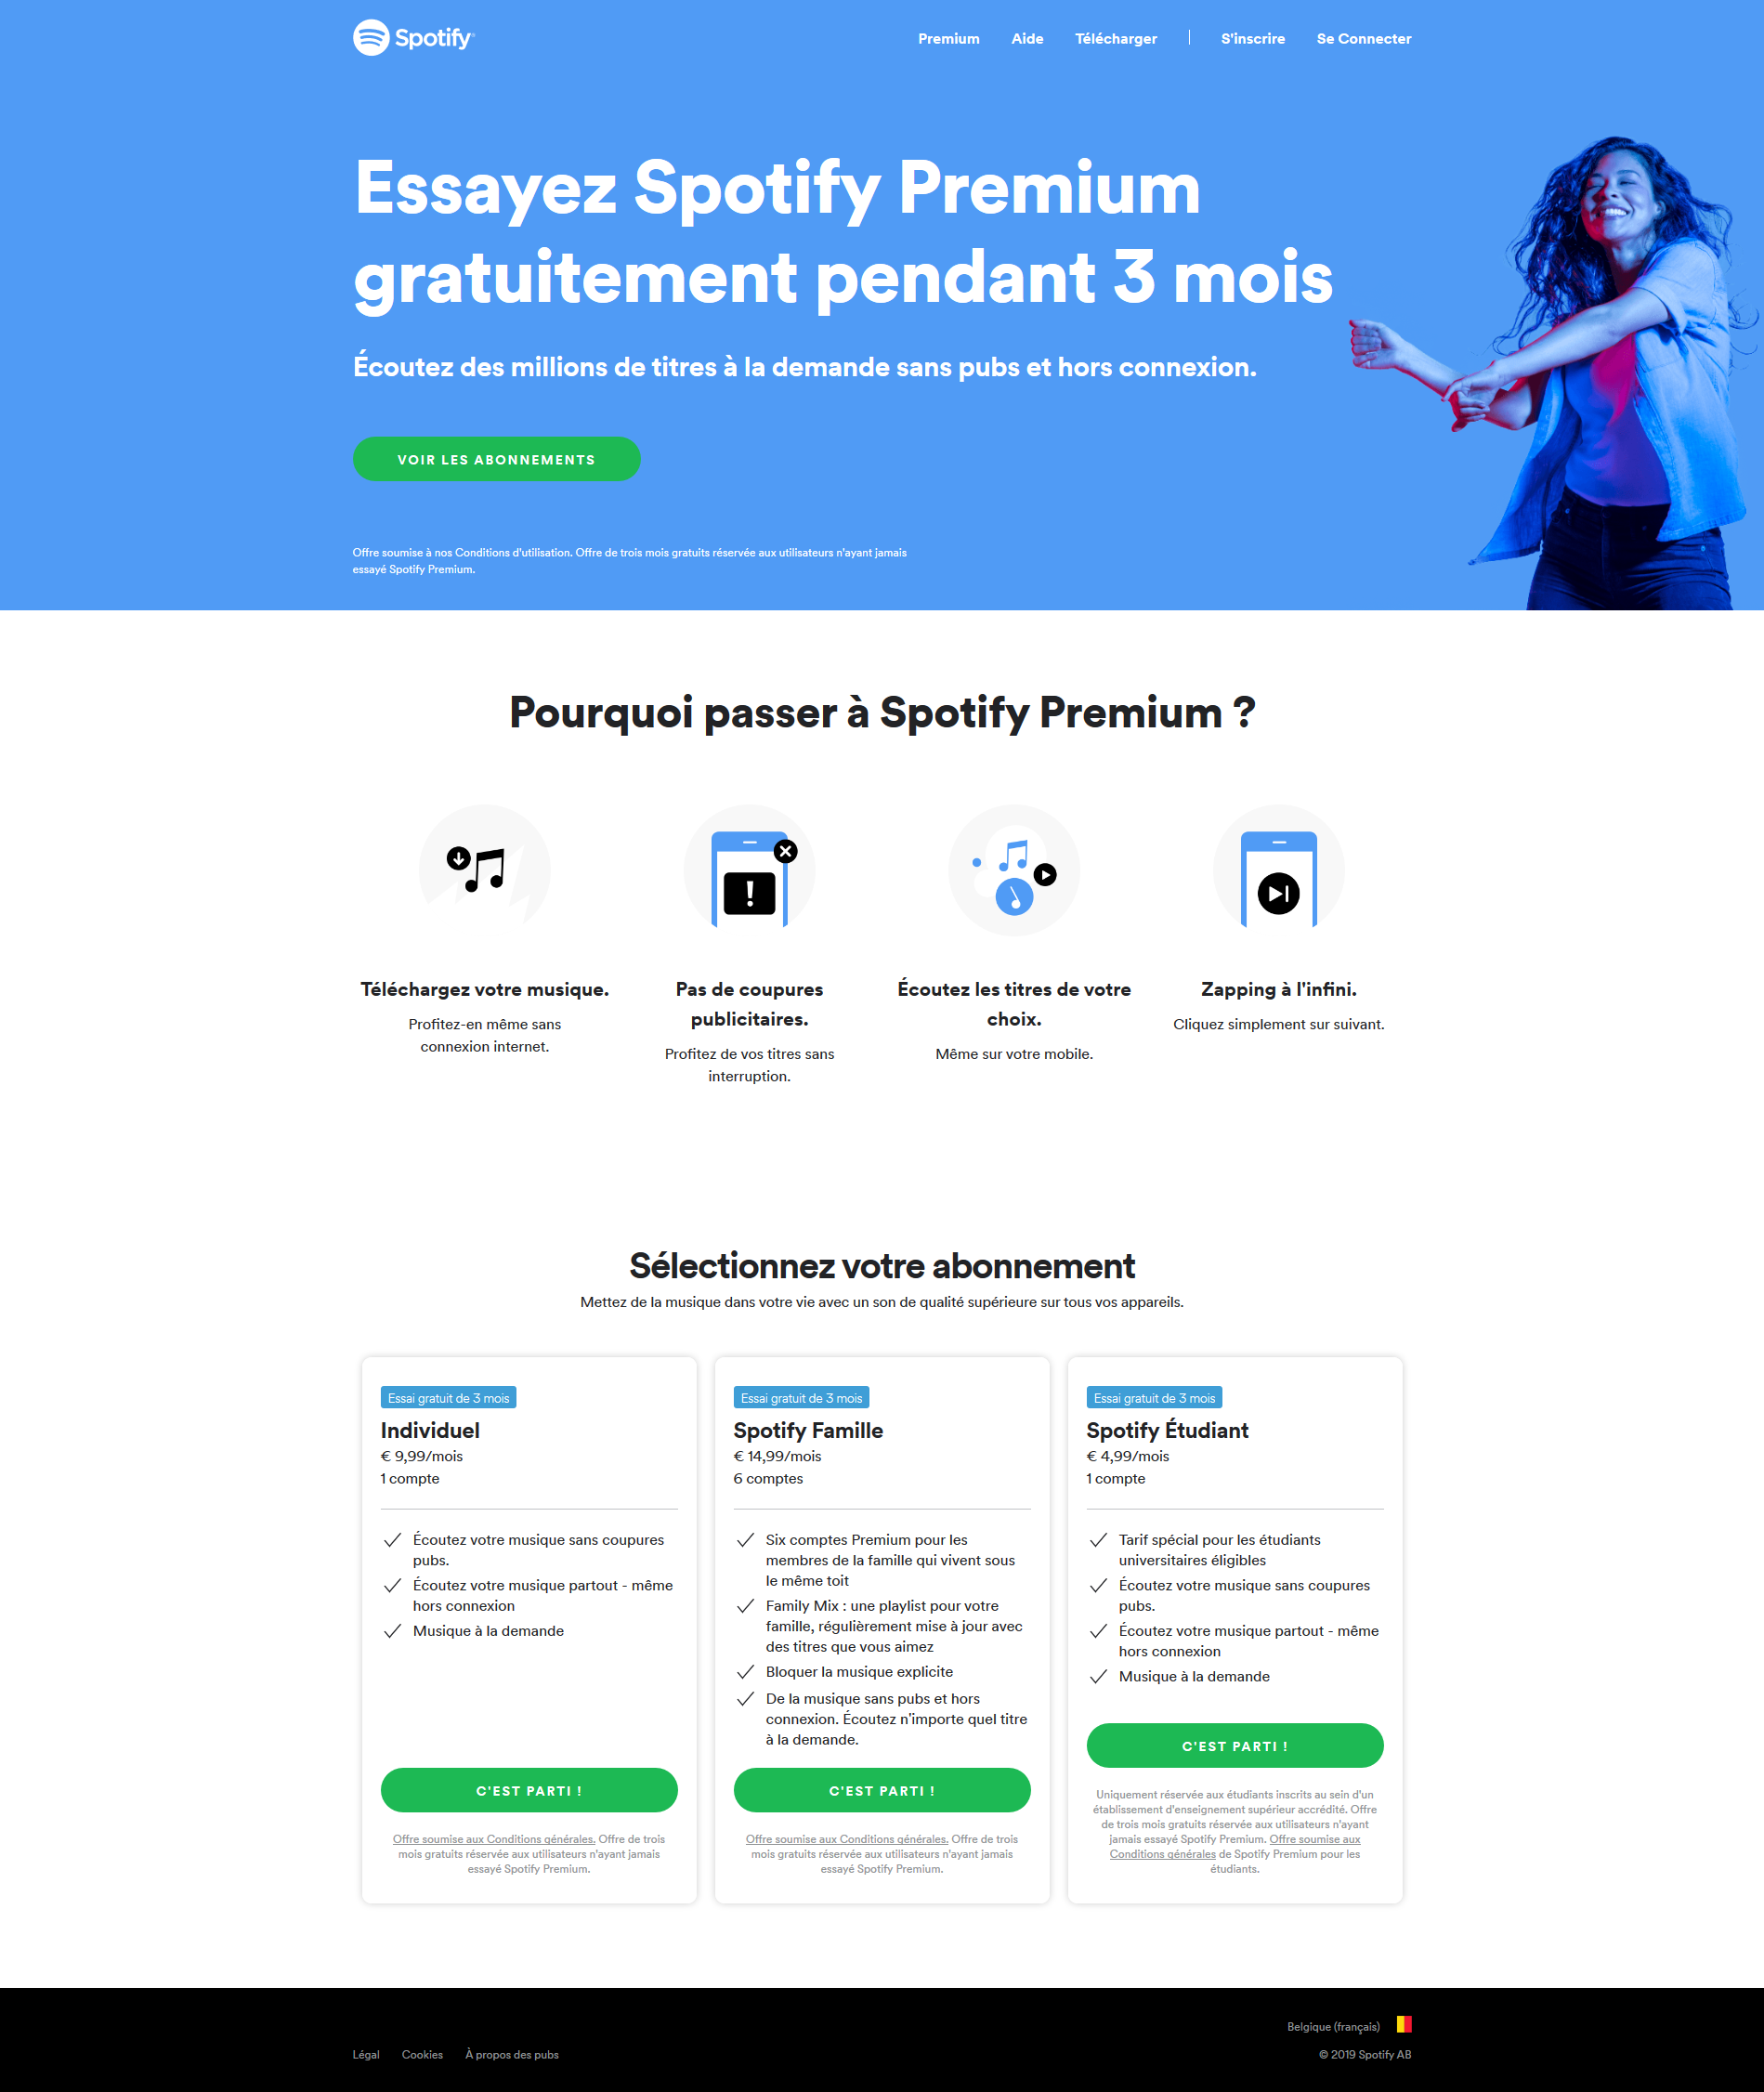 Spotify®
Premium Aide Télécharger | S'inscrire Se Connecter
Essayez Spotify Premium
gratuitement pendant 3 mois
Écoutez des millions de titres à la demande sans pubs et hors connexion.
VOIR LES ABONNEMENTS
Offre soumise à nos Conditions d'utilisation. Offre de trois mois gratuits réservée aux utilisateurs n'ayant jamais
essayé Spotify Premium.
Pourquoi passer à Spotify Premium ?
Téléchargez votre musique.
Profitez-en même sans
connexion internet.
Pas de coupures
publicitaires.
Profitez de vos titres sans
interruption.
Écoutez les titres de votre
choix.
Même sur votre mobile.
Zapping à l'infini.
Cliquez simplement sur suivant.
Sélectionnez votre abonnement
Mettez de la musique dans votre vie avec un son de qualité supérieure sur tous vos appareils.
Essai gratuit de 3 mois
Individuel
€ 9,99/mois
1 compte
Écoutez votre musique sans coupures
pubs.
Écoutez votre musique partout - même
hors connexion
Musique à la demande
C'EST PARTI !
Offre soumise aux Conditions générales. Offre de trois
mois gratuits réservée aux utilisateurs n'ayant jamais
essayé Spotify Premium.
Essai gratuit de 3 mois
Spotify Famille
€ 14,99/mois
6 comptes
Six comptes Premium pour les
membres de la famille qui vivent sous
le même toit
Family Mix : une playlist pour votre
famille, régulièrement mise à jour avec
des titres que vous aimez
Bloquer la musique explicite
De la musique sans pubs et hors
connexion. Écoutez n'importe quel titre
à la demande.
C'EST PARTI !
Offre soumise aux Conditions générales. Offre de trois
mois gratuits réservée aux utilisateurs n'ayant jamais
essayé Spotify Premium.
Essai gratuit de 3 mois
Spotify Étudiant
€ 4,99/mois
1 compte
Tarif spécial pour les étudiants
universitaires éligibles
Écoutez votre musique sans coupures
pubs.
Écoutez votre musique partout - même
hors connexion
Musique à la demande
C'EST PARTI !
Uniquement réservée aux étudiants inscrits au sein d'un
établissement d'enseignement supérieur accrédité. Offre
de trois mois gratuits réservée aux utilisateurs n'ayant
jamais essayé Spotify Premium. Offre soumise aux
Conditions générales de Spotify Premium pour les
étudiants.
Belgique (français)
Légal Cookies À propos des pubs
© 2019 Spotify AB